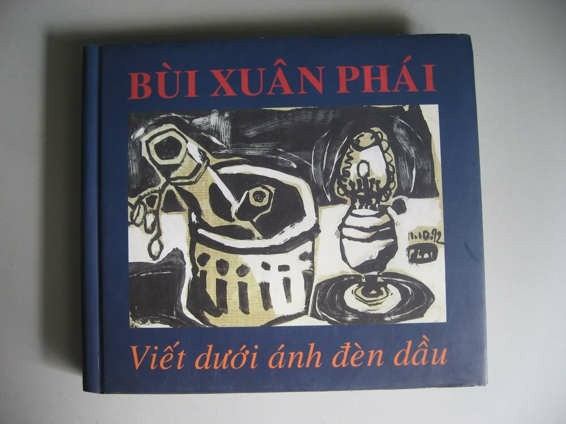 BÙI XUÂN PHÁI
Viết dưới ánh đèn dầu